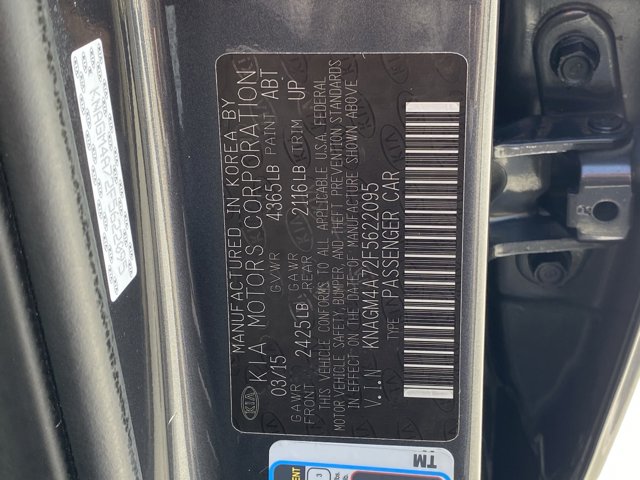 MANUFACTURED IN KOREA BY
KIA MOTORS CORPORATION
03/15 GVWR 4365LB PAINT ABT
GAWR FRONT 2425LB GAWR REAR 2116LB TRIM UP
THIS VEHICLE CONFORMS TO ALL APPLICABLE U.S.A. FEDERAL
MOTOR VEHICLE SAFETY, BUMPER, AND THEFT PREVENTION STANDARDS
IN EFFECT ON THE DATE OF MANUFACTURE SHOWN ABOVE.
V.I.N KNAGM4A72F5622095
TYPE: PASSENGER CAR
KIA
TM